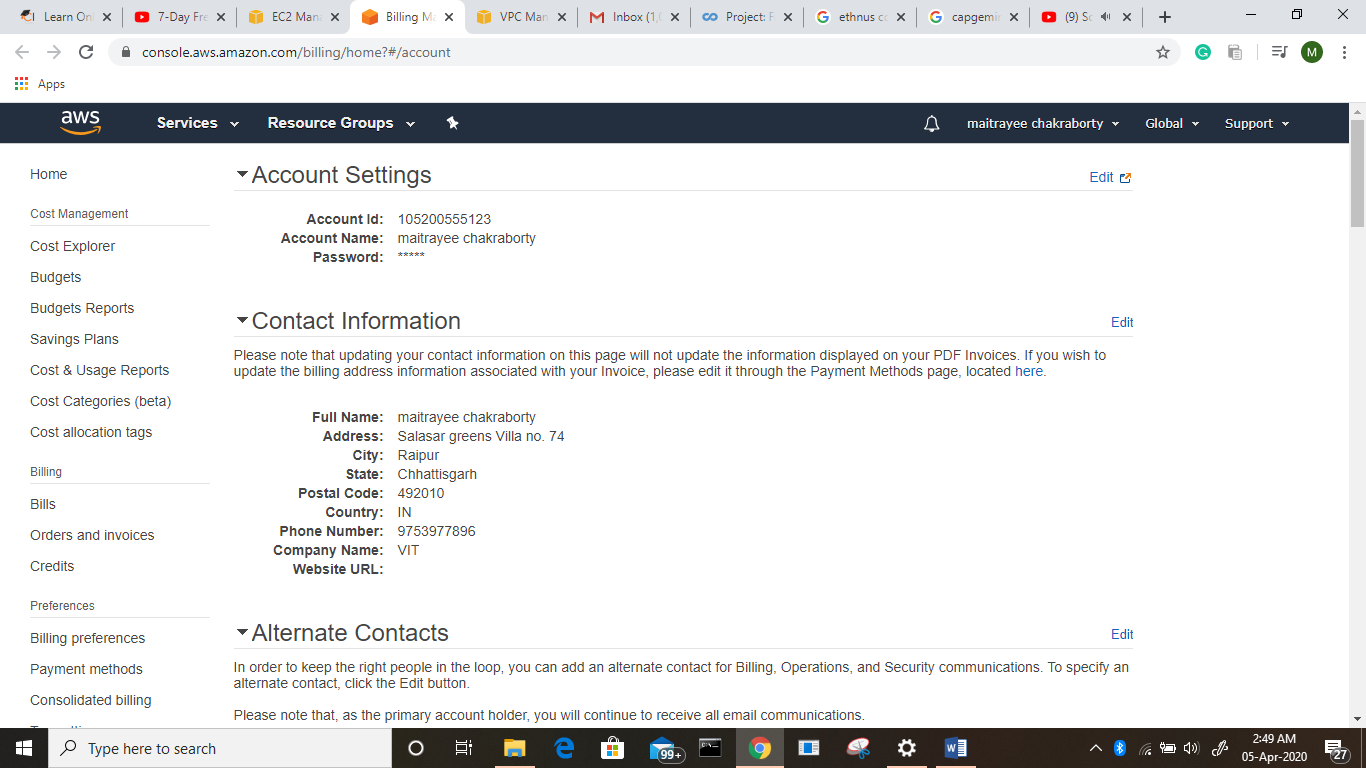 Learn Onl
7-Day Fre
EC2 Mana
Billing Ma
VPC Man
Inbox (1,0
Project: F
ethnus co
capgemin
(9) So
console.aws.amazon.com/billing/home?#/account
M
Apps
aws
Services
Resource Groups
maitrayee chakraborty
Global
Support
Home
Cost Management
Cost Explorer
Budgets
Budgets Reports
Savings Plans
Cost & Usage Reports
Cost Categories (beta)
Cost allocation tags
Billing
Bills
Orders and invoices
Credits
Preferences
Billing preferences
Payment methods
Consolidated billing
Account Settings
Edit
Account Id: 105200555123
Account Name: maitrayee chakraborty
Password: *****
Contact Information
Edit
Please note that updating your contact information on this page will not update the information displayed on your PDF Invoices. If you wish to
update the billing address information associated with your Invoice, please edit it through the Payment Methods page, located here.
Full Name: maitrayee chakraborty
Address: Salasar greens Villa no. 74
City: Raipur
State: Chhattisgarh
Postal Code: 492010
Country: IN
Phone Number: 9753977896
Company Name: VIT
Website URL:
Alternate Contacts
Edit
In order to keep the right people in the loop, you can add an alternate contact for Billing, Operations, and Security communications. To specify an
alternate contact, click the Edit button.
Please note that, as the primary account holder, you will continue to receive all email communications.
Type here to search
99+
2:49 AM
05-Apr-2020
27